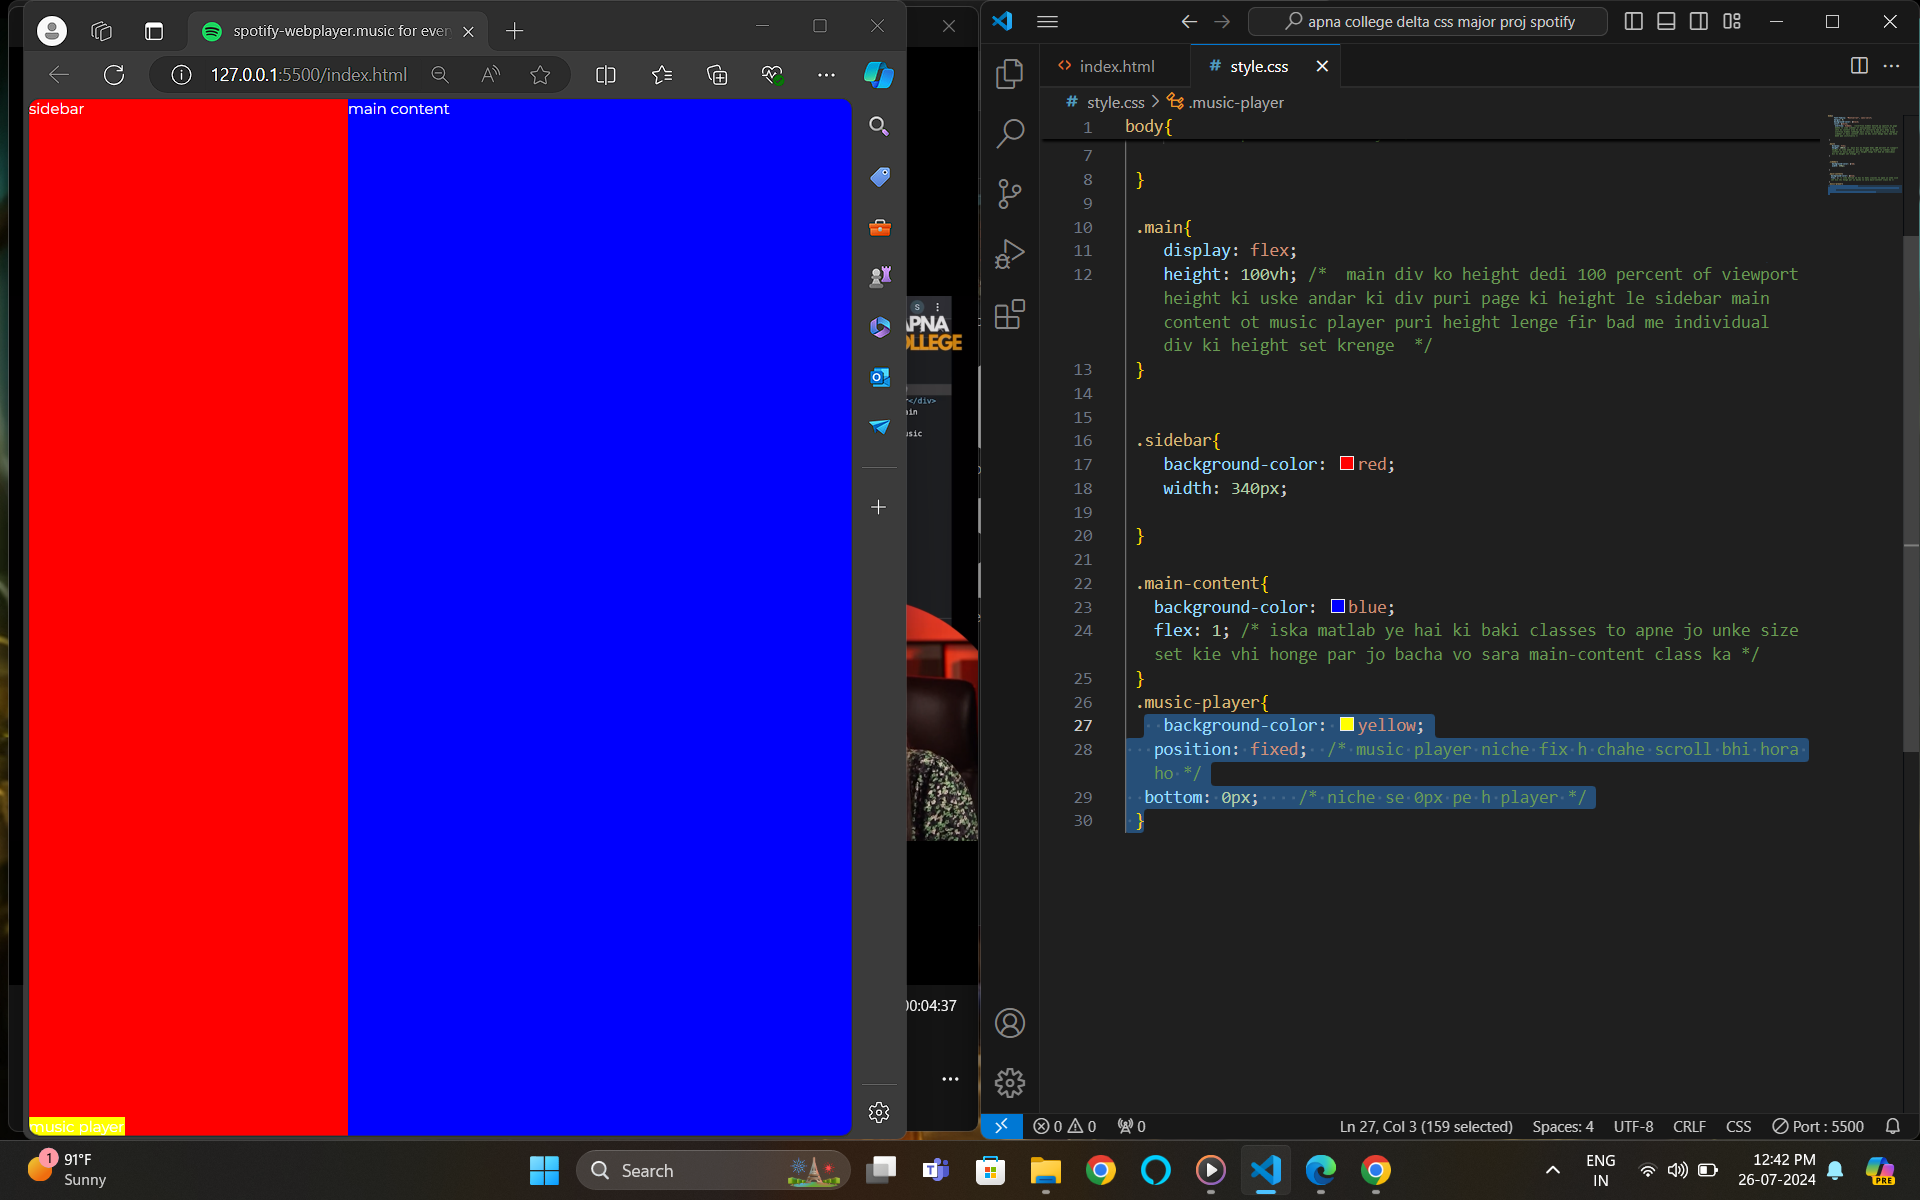 spotify-webplayer.music for ever
127.0.0.1:5500/index.html
sidebar
main content
music player
S
APNA
COLLEGE
r</div>
ain
usic
00:04:37
apna college delta css major proj spotify
index.html
# style.css
# style.css > .music-player
1 body{
7
8 }
9
10 .main{
11 display: flex;
12 height: 100vh; /* main div ko height dedi 100 percent of viewport
height ki uske andar ki div puri page ki height le sidebar main
content ot music player puri height lenge fir bad me individual
div ki height set krenge */
13 }
14
15
16 .sidebar{
17 background-color: red;
18 width: 340px;
19
20 }
21
22 .main-content{
23 background-color: blue;
24 flex: 1; /* iska matlab ye hai ki baki classes to apne jo unke size
set kie vhi honge par jo bacha vo sara main-content class ka */
25 }
26 .music-player{
27 background-color: yellow;
28 position: fixed; /* music player niche fix h chahe scroll bhi hora
ho */
29 bottom: 0px; /* niche se 0px pe h player */
30 }
0 0 0 Ln 27, Col 3 (159 selected) Spaces: 4 UTF-8 CRLF CSS Port : 5500
1
91°F
Sunny
Search
ENG
IN
12:42 PM
26-07-2024
PRE